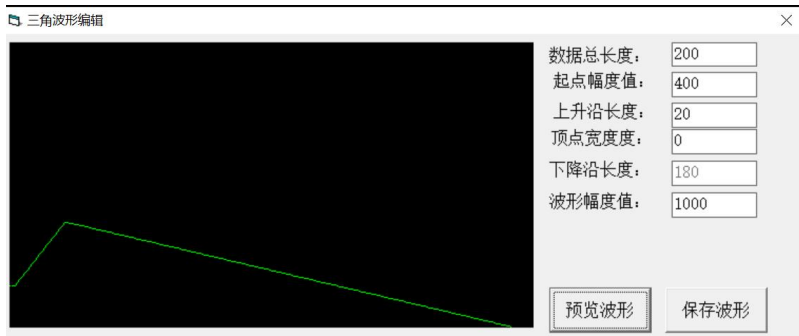 三角波形编辑
数据总长度： 200
起点幅度值： 400
上升沿长度： 20
顶点宽度度： 0
下降沿长度： 180
波形幅度值： 1000
预览波形 保存波形